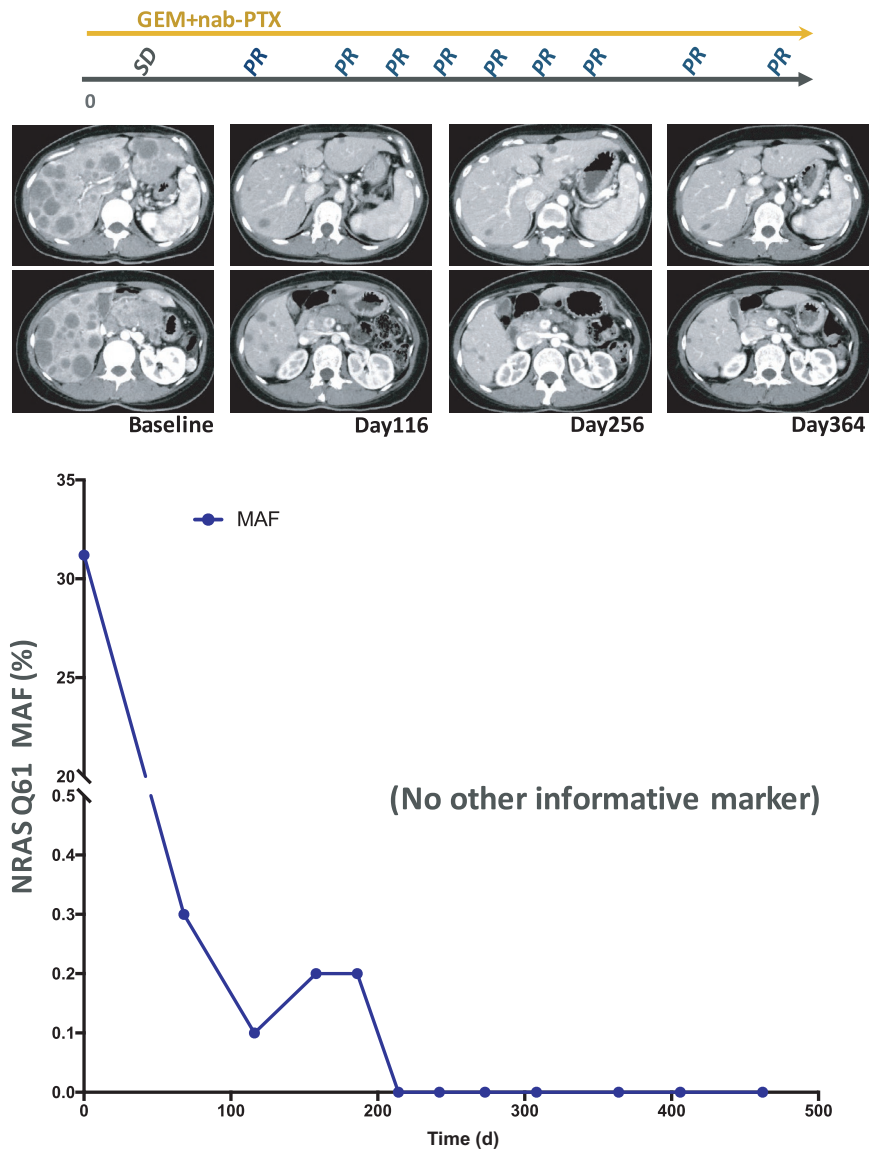 GEM+nab-PTX
SD PR PR PR PR PR PR PR PR PR
0
Baseline Day116 Day256 Day364
35
MAF
30
25
20
NRAS Q61 MAF (%)
(No other informative marker)
0.5
0.4
0.3
0.2
0.1
0.0
0 100 200 300 400 500
Time (d)